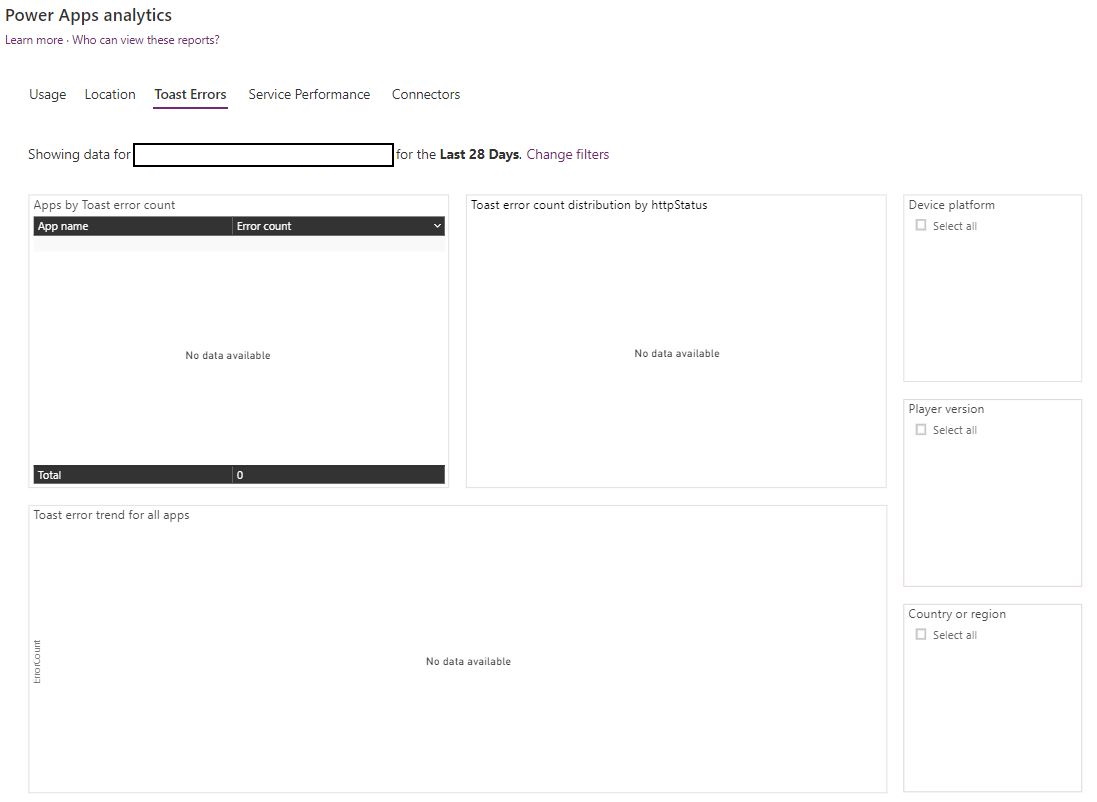 Power Apps analytics
Learn more · Who can view these reports?
Usage Location Toast Errors Service Performance Connectors
Showing data for for the Last 28 Days. Change filters
Apps by Toast error count
App name Error count
No data available
Total 0
Toast error count distribution by httpStatus
No data available
Device platform
Select all
Player version
Select all
Toast error trend for all apps
ErrorCount
No data available
Country or region
Select all